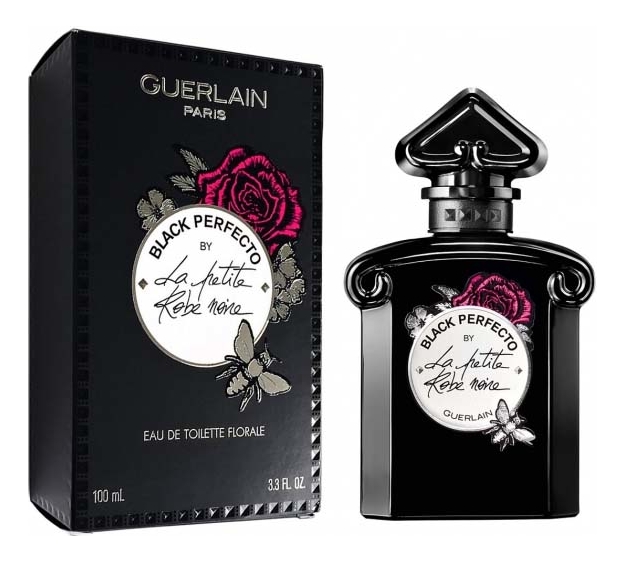 GUERLAIN
PARIS
BLACK PERFECTO
BY
La petite
Robe noire
EAU DE TOILETTE FLORALE
100 mL
3.3 FL. OZ.
BLACK PERFECTO
BY
La petite
Robe noire
GUERLAIN